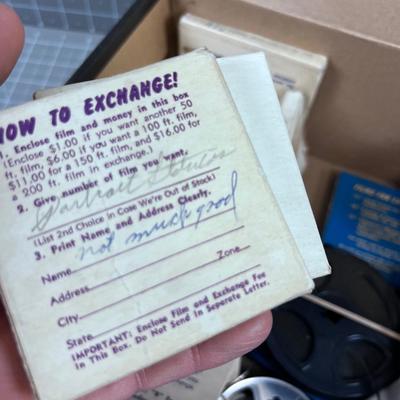 HOW TO EXCHANGE!
1. Enclose film and money in this box
(Enclose $1.00 if you want another 50
ft. film, $6.00 if you want a 100 ft. film,
$11.00 for a 150 ft. film, and $16.00 for
a 200 ft. film in exchange.)
2. Give number of film you want.
(List 2nd Choice in Case We're Out of Stock)
3. Print Name and Address Clearly.
not much good
Name
Address
City Zone
State
IMPORTANT: Enclose Film and Exchange Fee
In This Box. Do Not Send in Separate Letter.